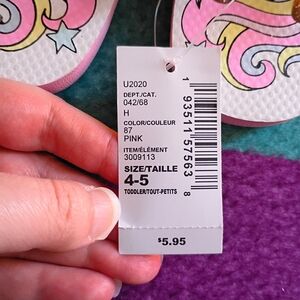 U2020
DEPT./CAT.
042/68
H
COLOR/COULEUR
87
PINK
ITEM/ÉLÉMENT
3009113
SIZE/TAILLE
4-5
TODDLER/TOUT-PETITS
1 93511 57563 8
$5.95